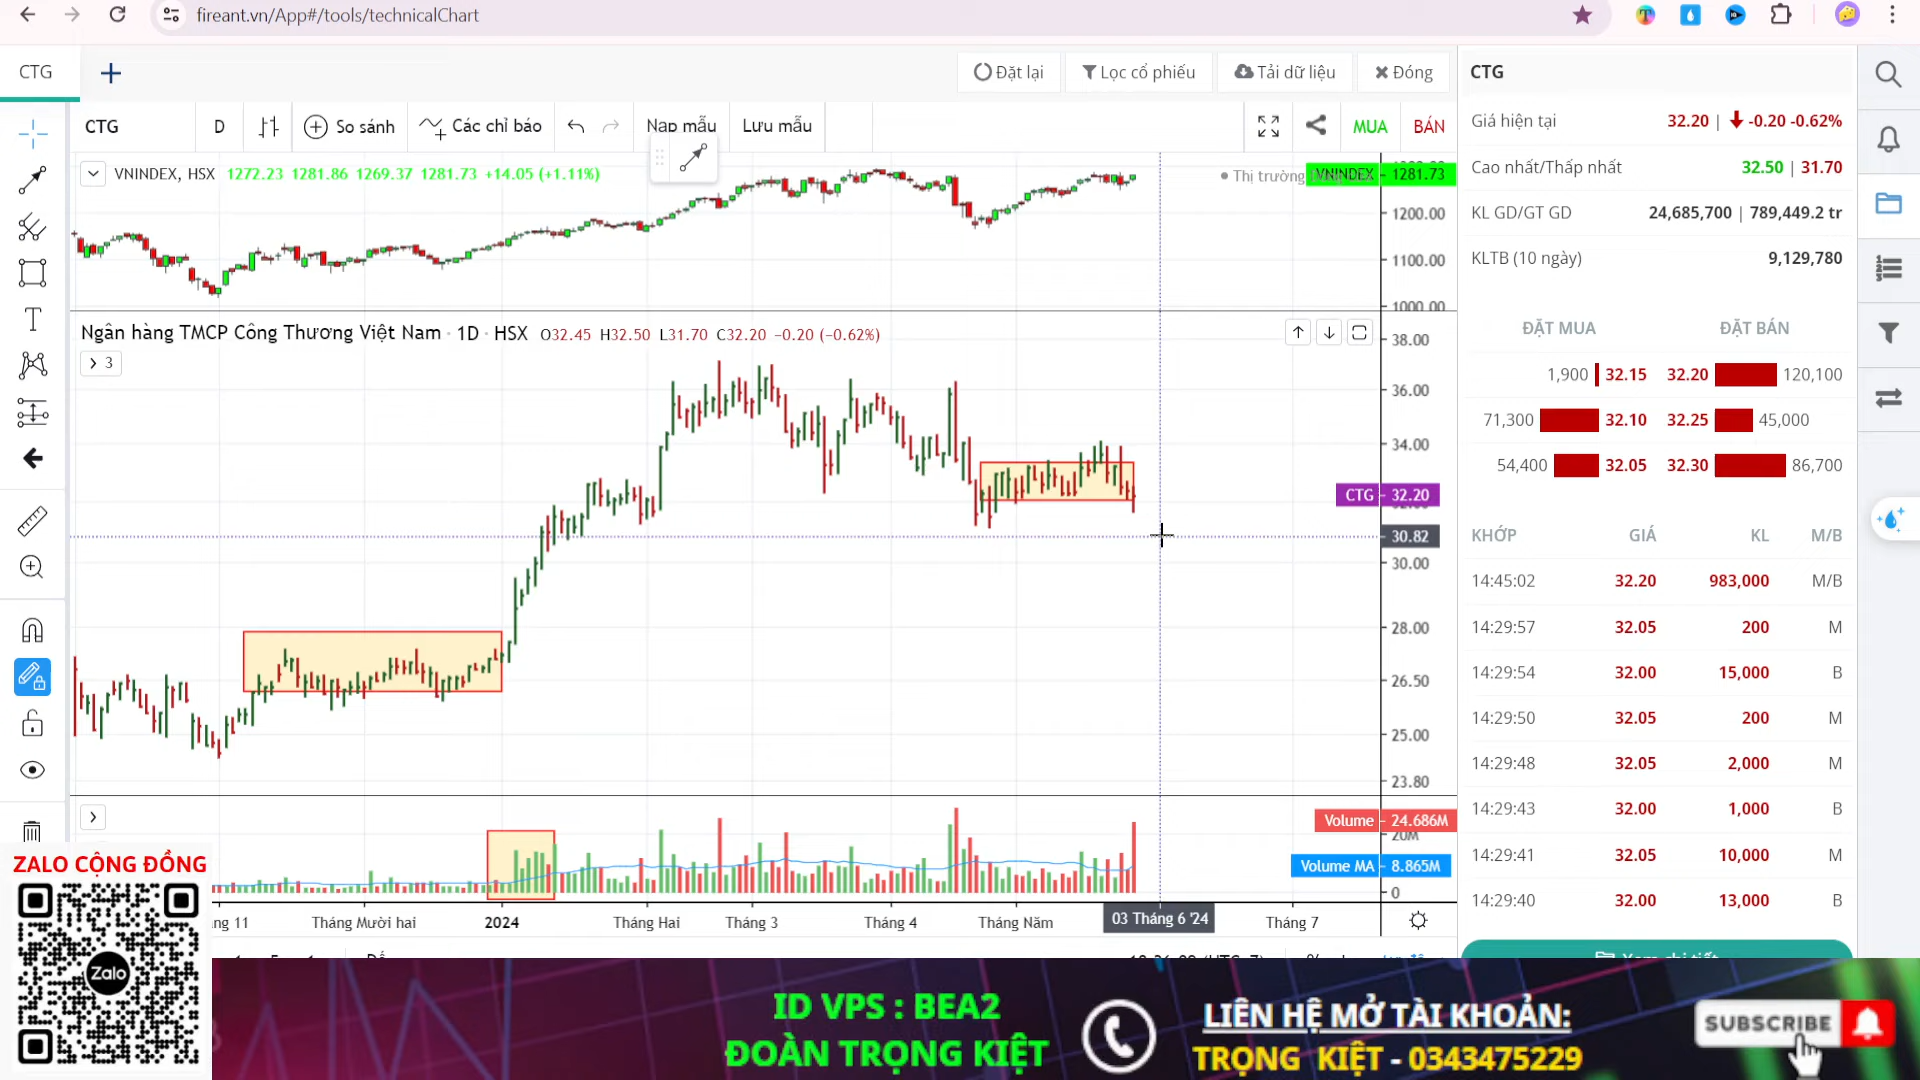 fireant.vn/App#/tools/technicalChart
CTG
Đặt lại
Lọc cổ phiếu
Tải dữ liệu
Đóng
CTG
D
So sánh
Các chỉ báo
Nạp mẫu
Lưu mẫu
MUA
BÁN
VNINDEX, HSX 1272.23 1281.86 1269.37 1281.73 +14.05 (+1.11%)
Thị trường
VNINDEX 1281.73
1200.00
1100.00
1000.00
Ngân hàng TMCP Công Thương Việt Nam · 1D · HSX O32.45 H32.50 L31.70 C32.20 −0.20 (−0.62%)
3
38.00
36.00
34.00
CTG 32.20
30.82
30.00
28.00
26.50
25.00
23.80
Volume 24.686M
20M
Volume MA 8.865M
0
Tháng Mười hai
2024
Tháng Hai
Tháng 3
Tháng 4
Tháng Năm
03 Tháng 6 '24
Tháng 7
CTG
Giá hiện tại 32.20 | -0.20 -0.62%
Cao nhất/Thấp nhất 32.50 | 31.70
KL GD/GT GD 24,685,700 | 789,449.2 tr
KLTB (10 ngày) 9,129,780
ĐẶT MUA ĐẶT BÁN
1,900 32.15 32.20 120,100
71,300 32.10 32.25 45,000
54,400 32.05 32.30 86,700
KHỚP GIÁ KL M/B
14:45:02 32.20 983,000 M/B
14:29:57 32.05 200 M
14:29:54 32.00 15,000 B
14:29:50 32.05 200 M
14:29:48 32.05 2,000 M
14:29:43 32.00 1,000 B
14:29:41 32.05 10,000 M
14:29:40 32.00 13,000 B
ZALO CỘNG ĐỒNG
Zalo
ID VPS : BEA2
ĐOÀN TRỌNG KIỆT
LIÊN HỆ MỞ TÀI KHOẢN:
TRỌNG KIỆT - 0343475229
SUBSCRIBE